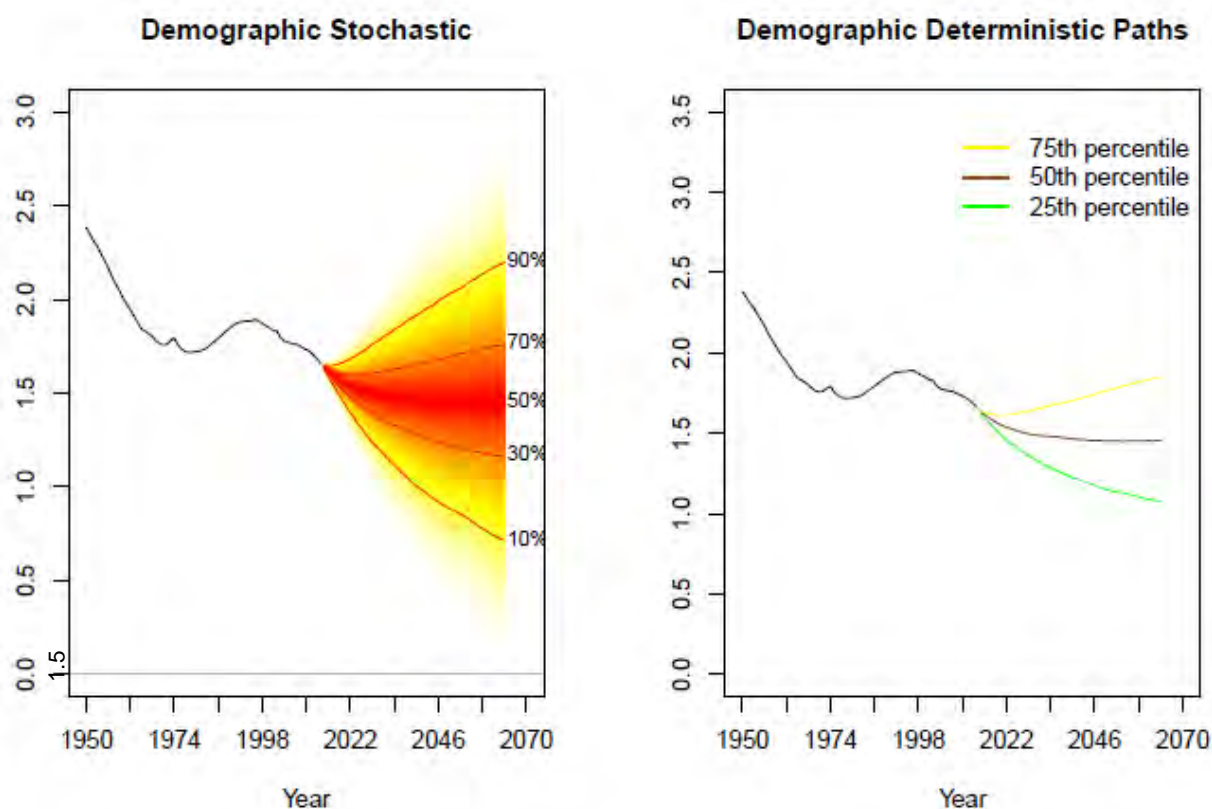 Demographic Stochastic
3.0
2.5
2.0
1.5
1.0
0.5
0.0
1.5
90%
70%
50%
30%
10%
1950 1974 1998 2022 2046 2070
Year
Demographic Deterministic Paths
3.5
3.0
2.5
2.0
1.5
1.0
0.5
0.0
75th percentile
50th percentile
25th percentile
1950 1974 1998 2022 2046 2070
Year